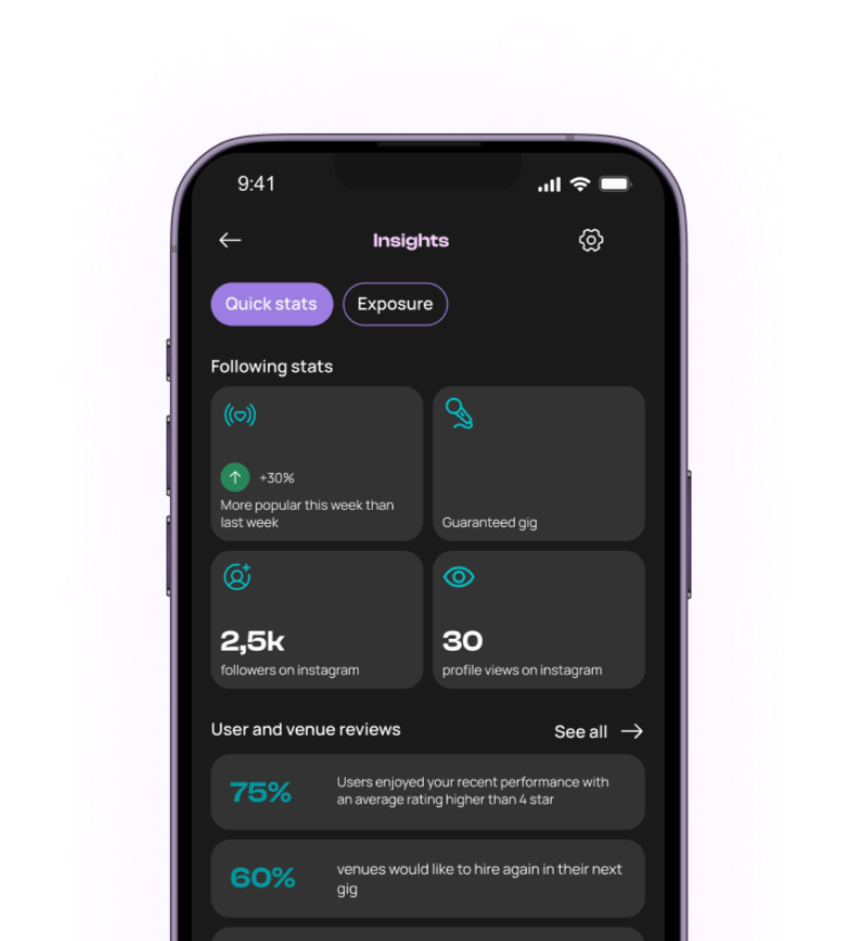 9:41
Insights
Quick stats
Exposure
Following stats
+30%
More popular this week than
last week
Guaranteed gig
2,5k
followers on instagram
30
profile views on instagram
User and venue reviews
See all
75%
Users enjoyed your recent performance with
an average rating higher than 4 star
60%
venues would like to hire again in their next
gig